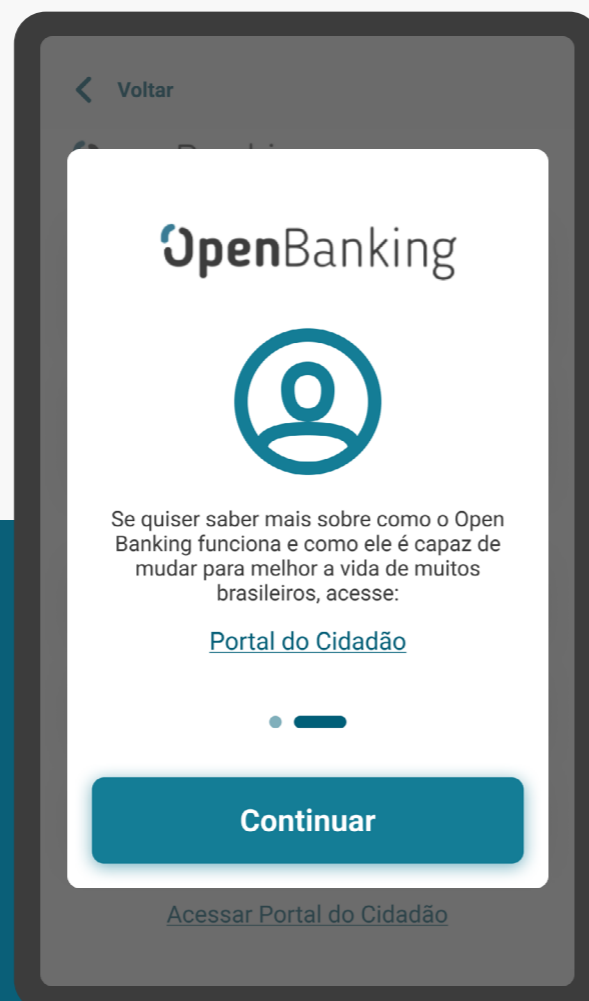 Voltar
OpenBanking
Se quiser saber mais sobre como o Open
Banking funciona e como ele é capaz de
mudar para melhor a vida de muitos
brasileiros, acesse:
Portal do Cidadão
Continuar
Acessar Portal do Cidadão